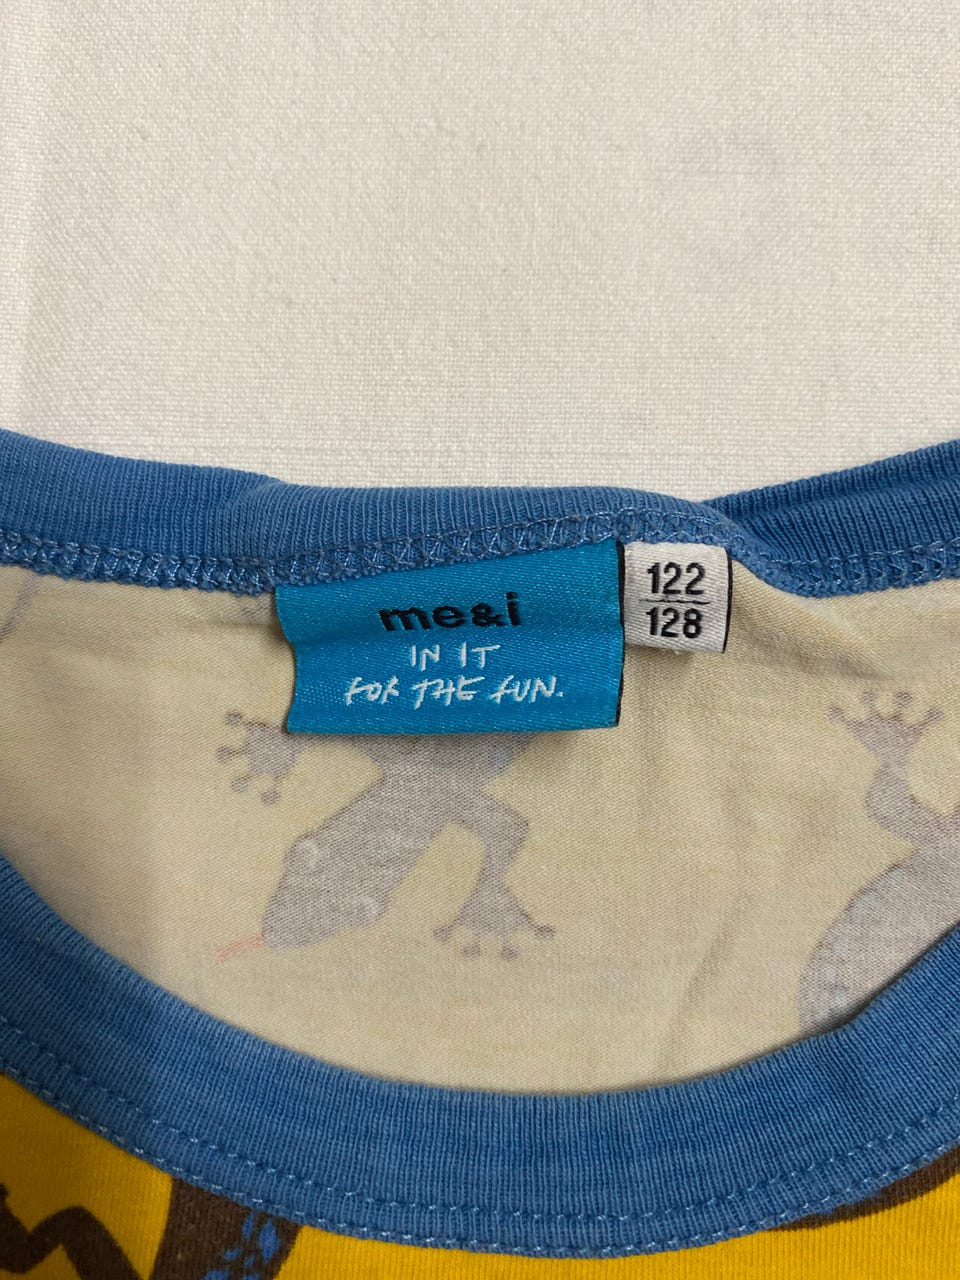 me&i
IN IT
FOR THE FUN.
122
128